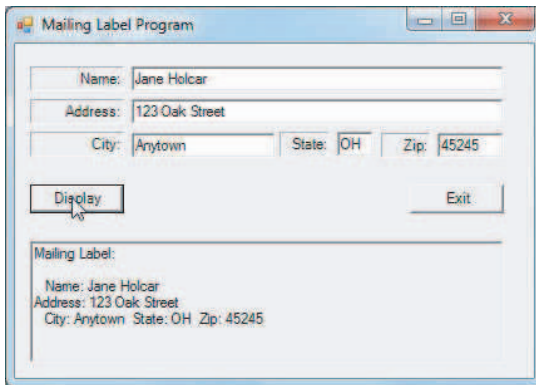 Mailing Label Program
Name: Jane Holcar
Address: 123 Oak Street
City: Anytown State: OH Zip: 45245
Display Exit
Mailing Label:
Name: Jane Holcar
Address: 123 Oak Street
City: Anytown State: OH Zip: 45245